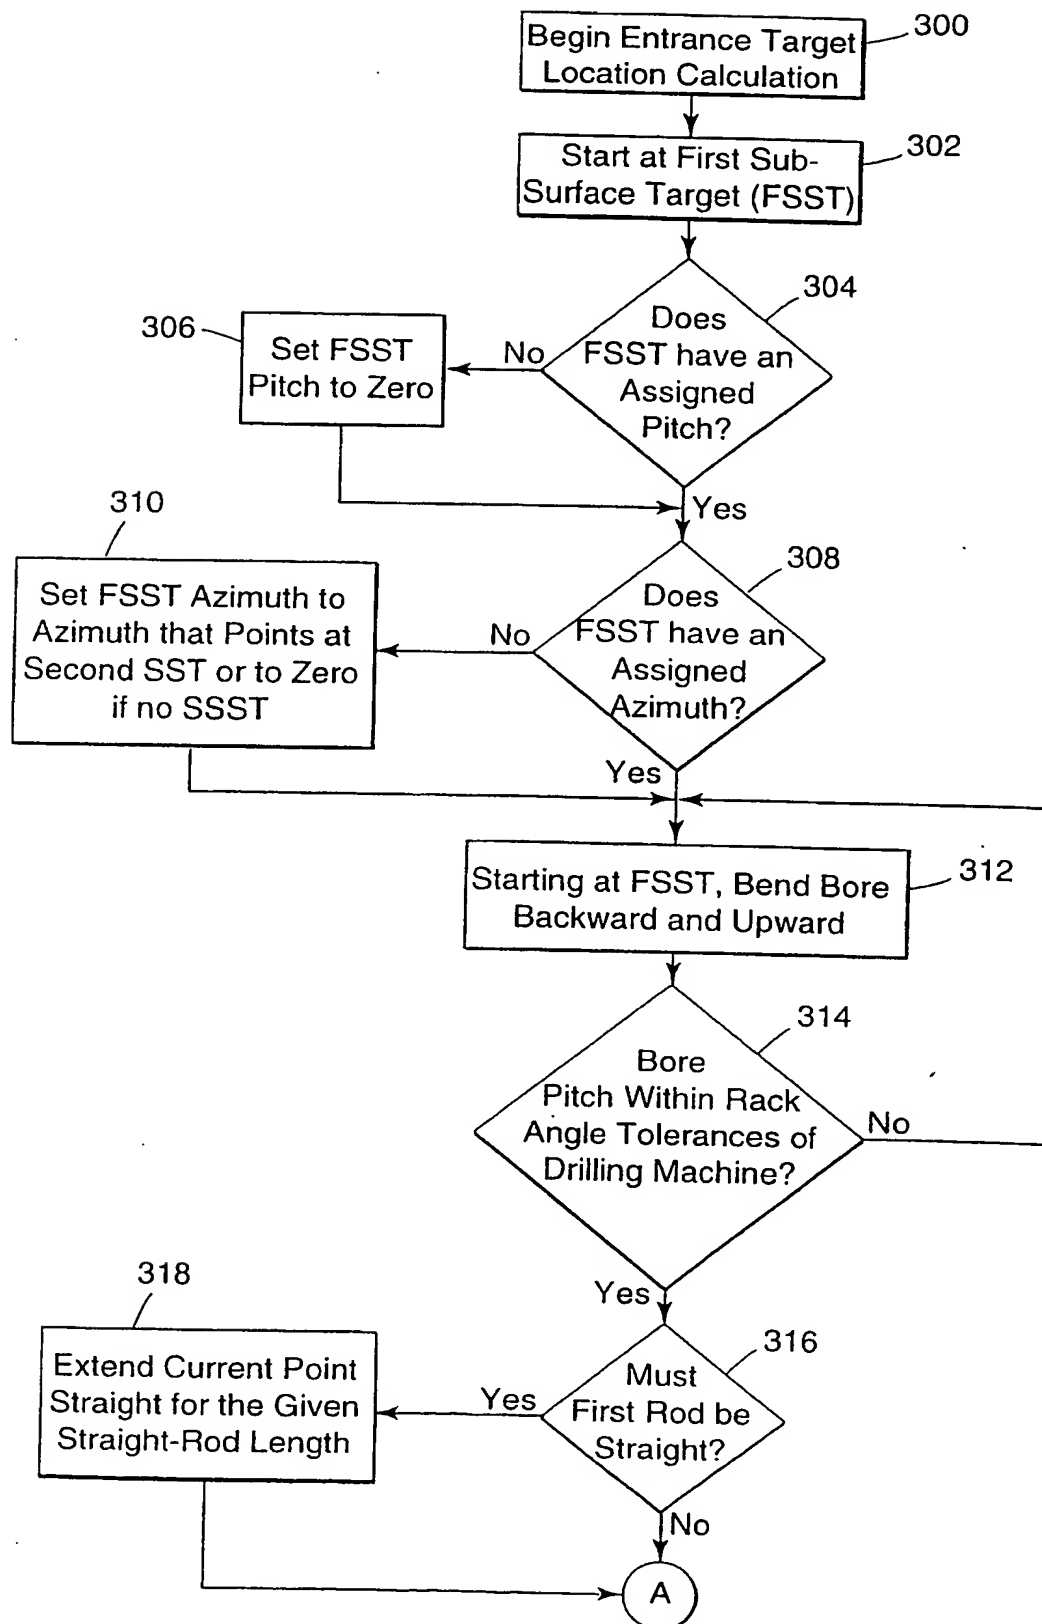 Begin Entrance Target
Location Calculation
300
Start at First Sub-
Surface Target (FSST)
302
Does
FSST have an
Assigned
Pitch?
304
No
306
Set FSST
Pitch to Zero
Yes
Does
FSST have an
Assigned
Azimuth?
308
No
310
Set FSST Azimuth to
Azimuth that Points at
Second SST or to Zero
if no SSST
Yes
Starting at FSST, Bend Bore
Backward and Upward
312
Bore
Pitch Within Rack
Angle Tolerances of
Drilling Machine?
314
No
Yes
Must
First Rod be
Straight?
316
Yes
318
Extend Current Point
Straight for the Given
Straight-Rod Length
No
A